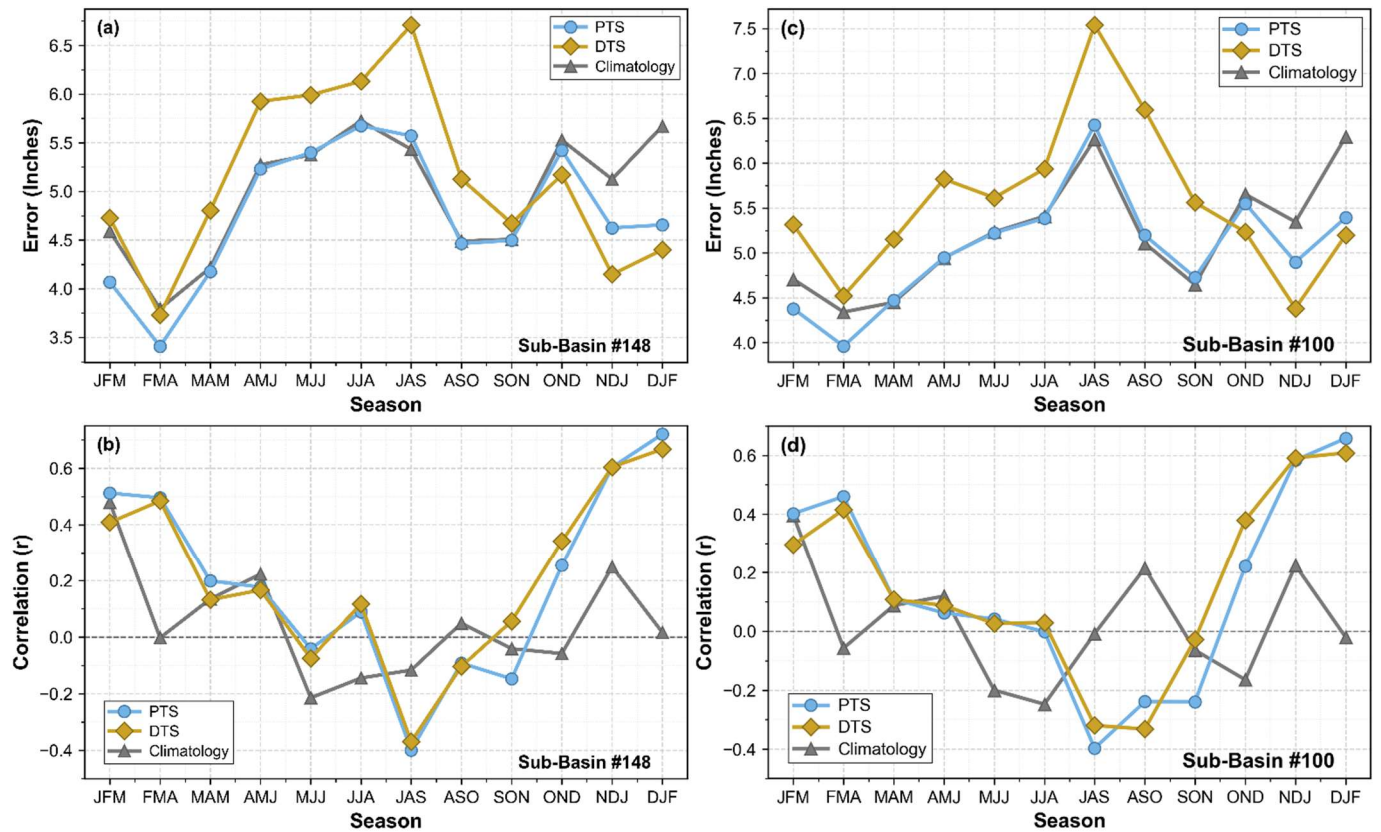 (a)
PTS
DTS
Climatology
6.5
6.0
5.5
5.0
4.5
4.0
3.5
Error (Inches)
Sub-Basin #148
JFM FMA MAM AMJ MJJ JJA JAS ASO SON OND NDJ DJF
Season
(c)
PTS
DTS
Climatology
7.5
7.0
6.5
6.0
5.5
5.0
4.5
4.0
Error (Inches)
Sub-Basin #100
JFM FMA MAM AMJ MJJ JJA JAS ASO SON OND NDJ DJF
Season
(b)
0.6
0.4
0.2
0.0
−0.2
−0.4
Correlation (r)
PTS
DTS
Climatology
Sub-Basin #148
JFM FMA MAM AMJ MJJ JJA JAS ASO SON OND NDJ DJF
Season
(d)
0.6
0.4
0.2
0.0
−0.2
−0.4
Correlation (r)
PTS
DTS
Climatology
Sub-Basin #100
JFM FMA MAM AMJ MJJ JJA JAS ASO SON OND NDJ DJF
Season